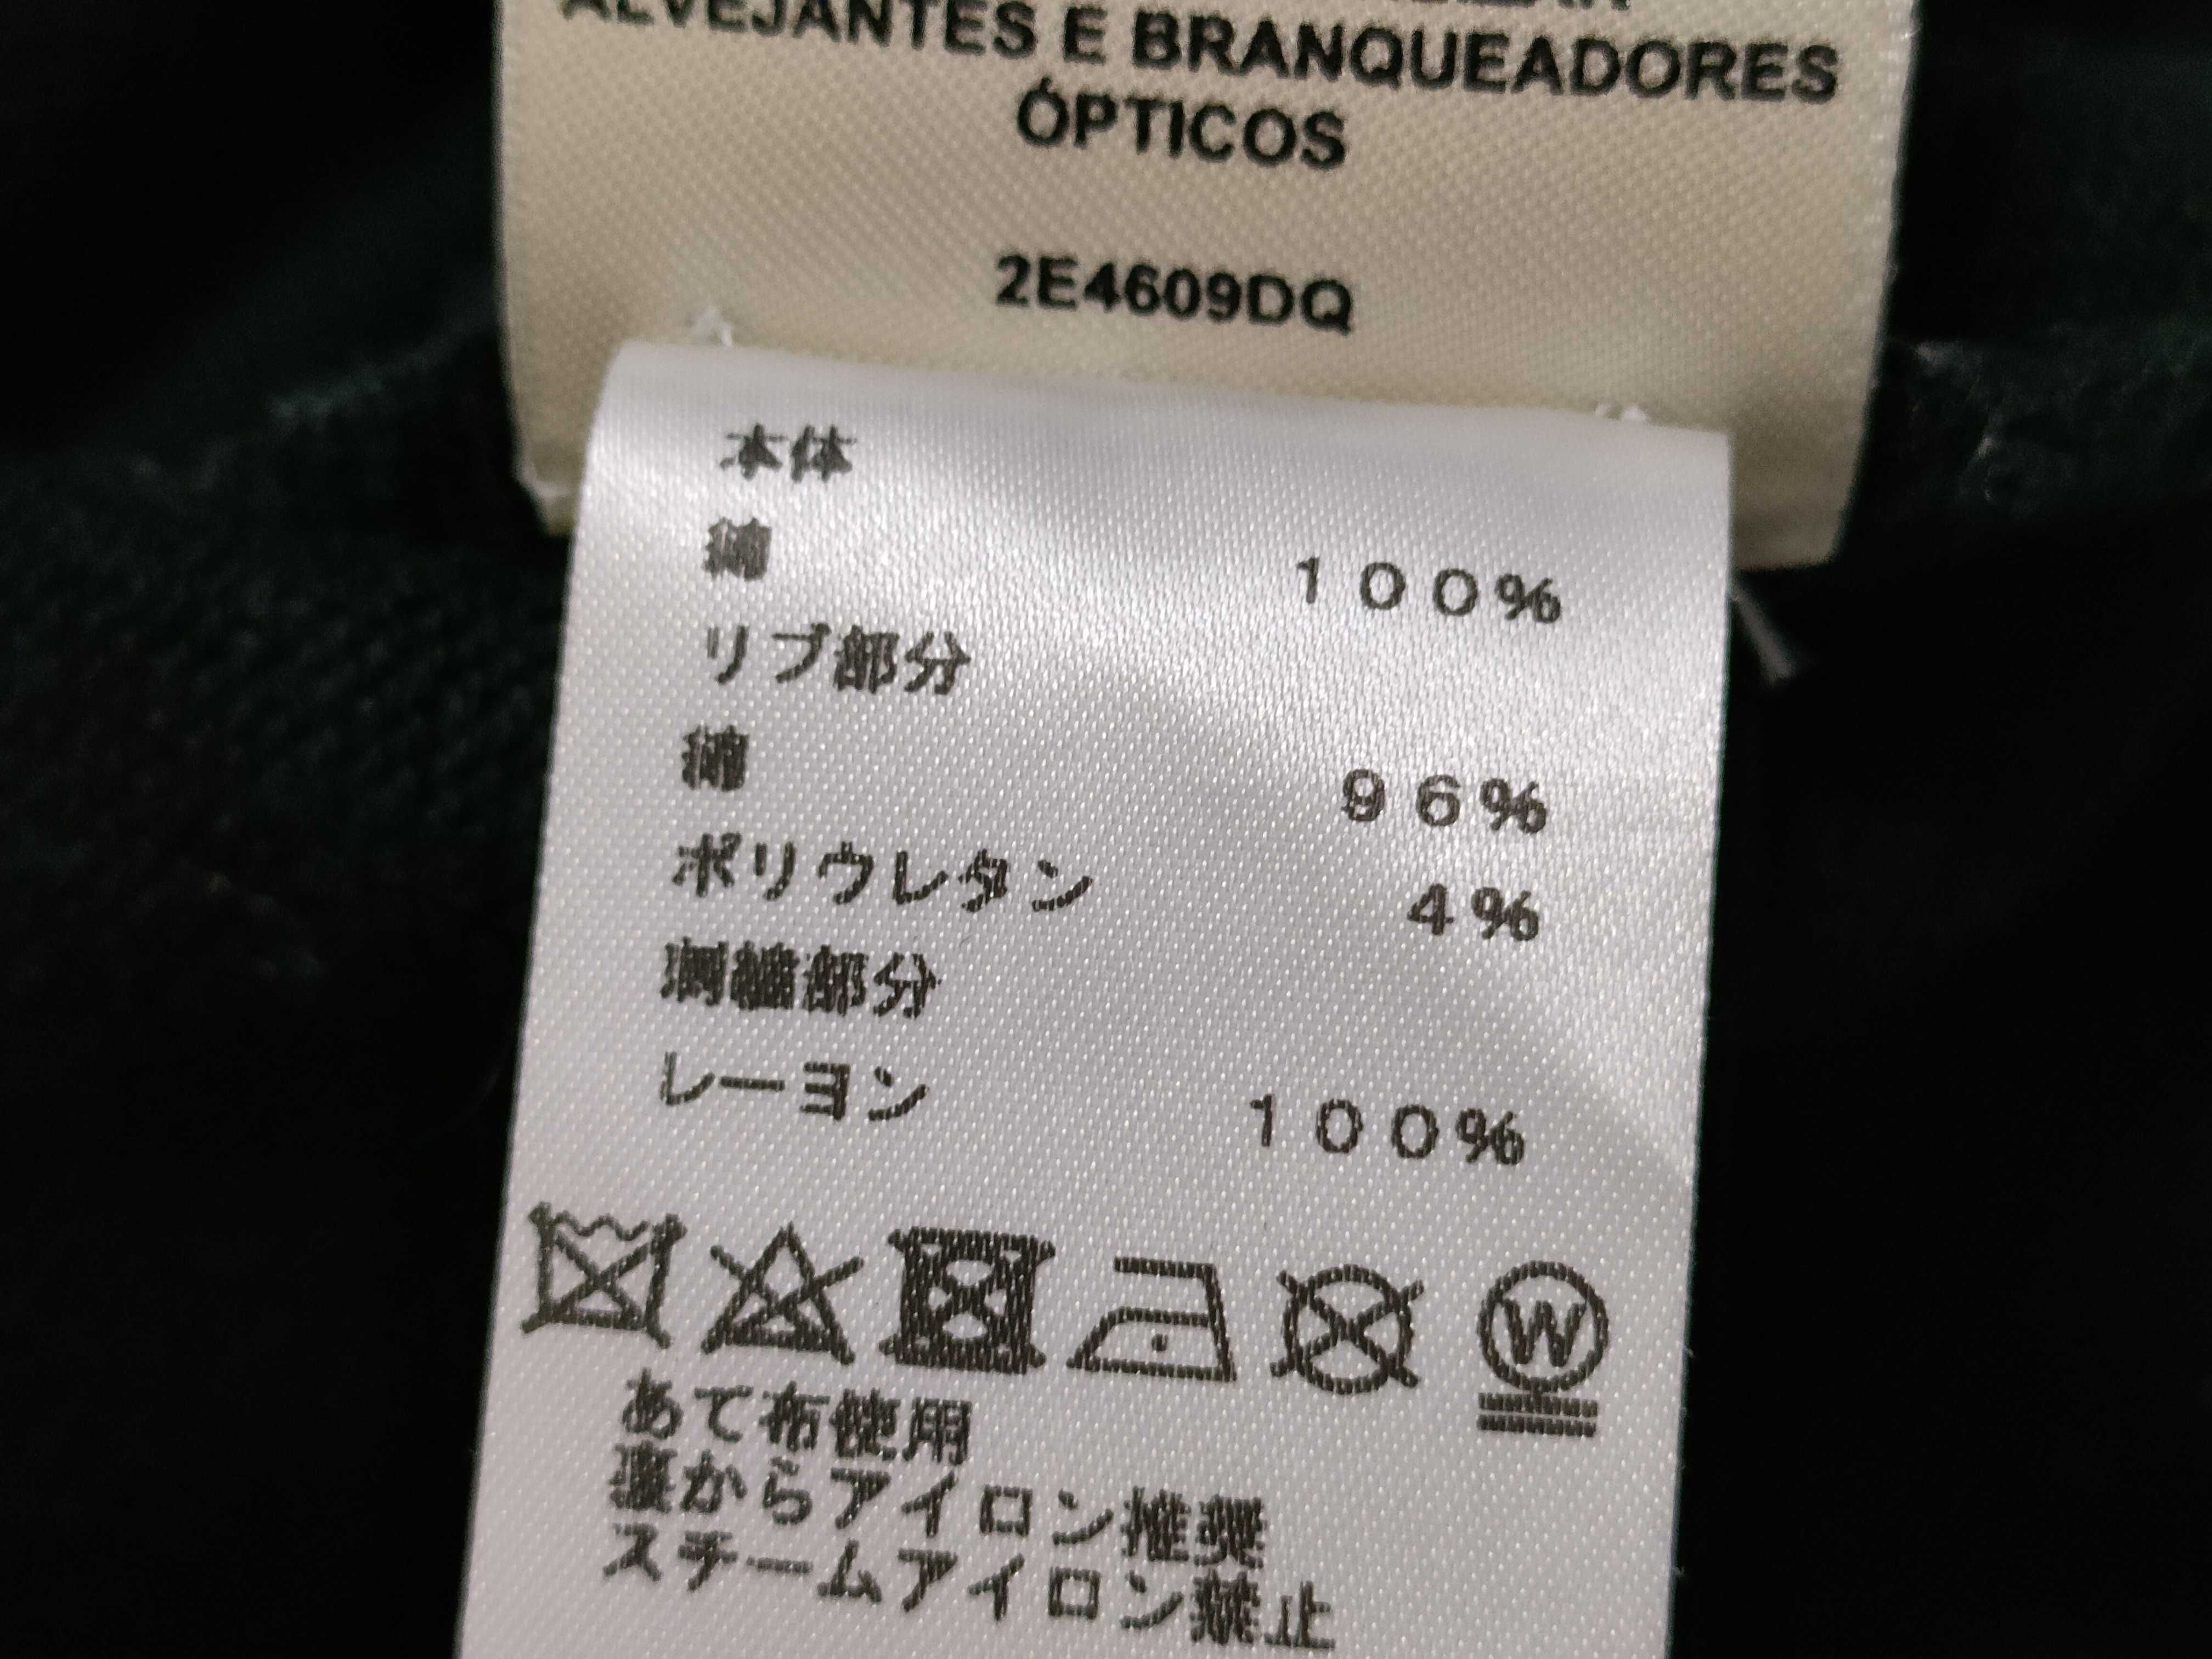 ALVEJANTES E BRANQUEADORES
ÓPTICOS
2E4609DQ
本体
綿 100%
リブ部分
綿 96%
ポリウレタン 4%
刺繍部分
レーヨン 100%
W
あて布使用
裏からアイロン推奨
スチームアイロン禁止